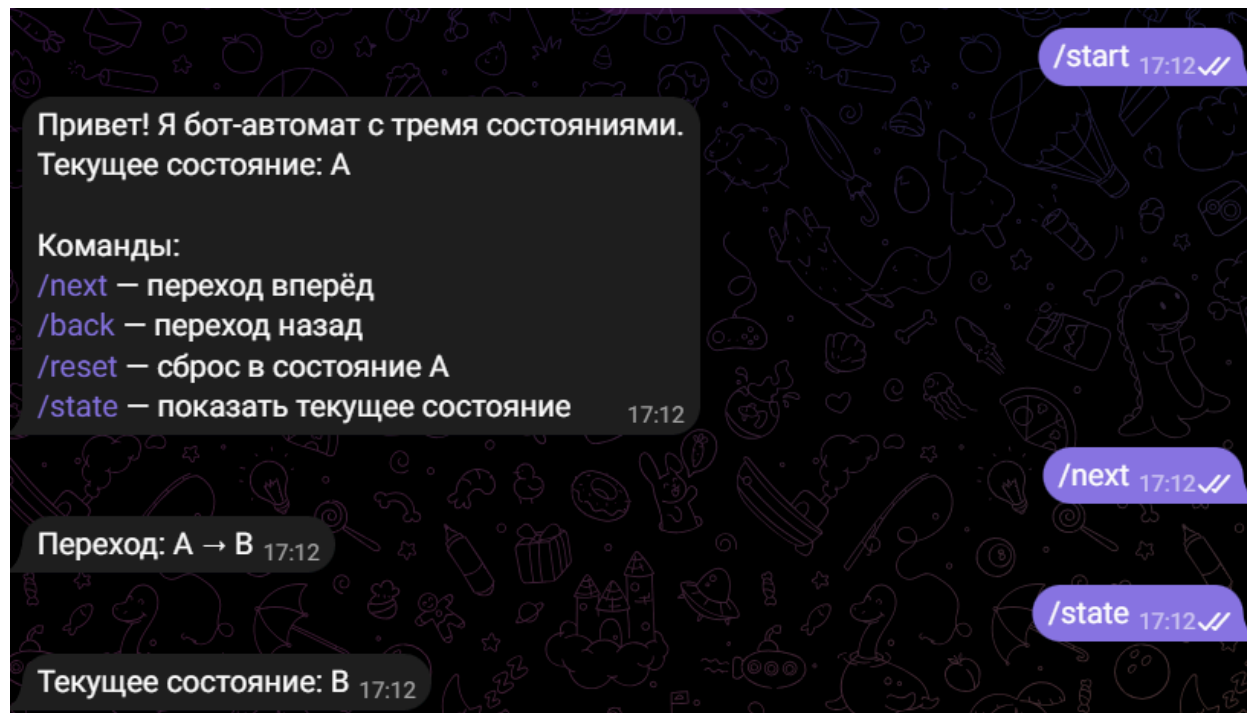 /start 17:12
Привет! Я бот-автомат с тремя состояниями.
Текущее состояние: A

Команды:
/next — переход вперёд
/back — переход назад
/reset — сброс в состояние A
/state — показать текущее состояние 17:12
/next 17:12
Переход: A → B 17:12
/state 17:12
Текущее состояние: B 17:12